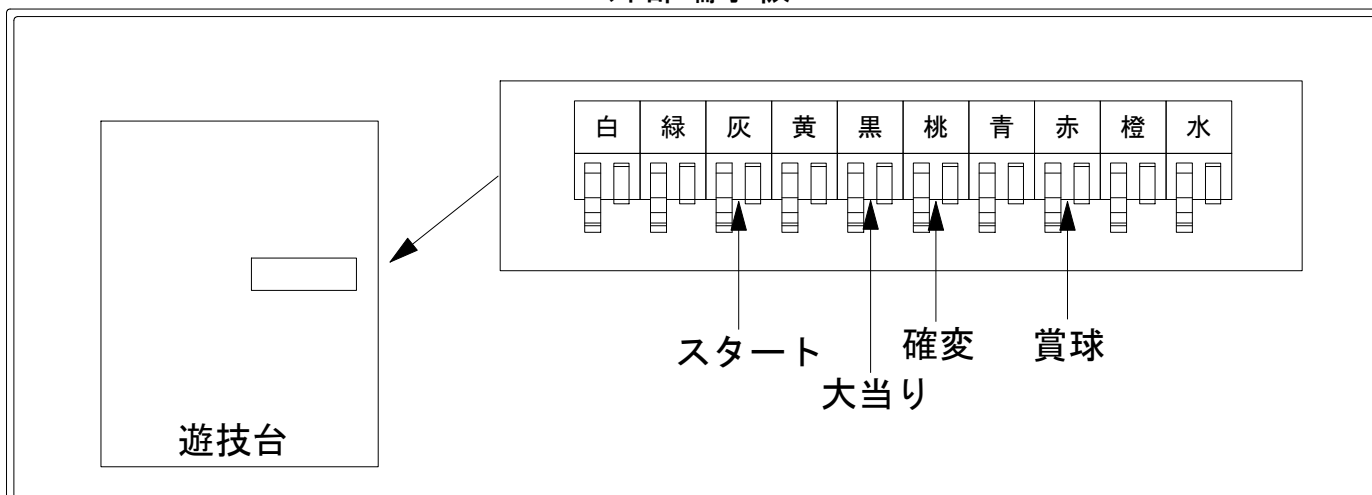 白 緑 灰 黄 黒 桃 青 赤 橙 水
スタート
大当り
確変
賞球
遊技台